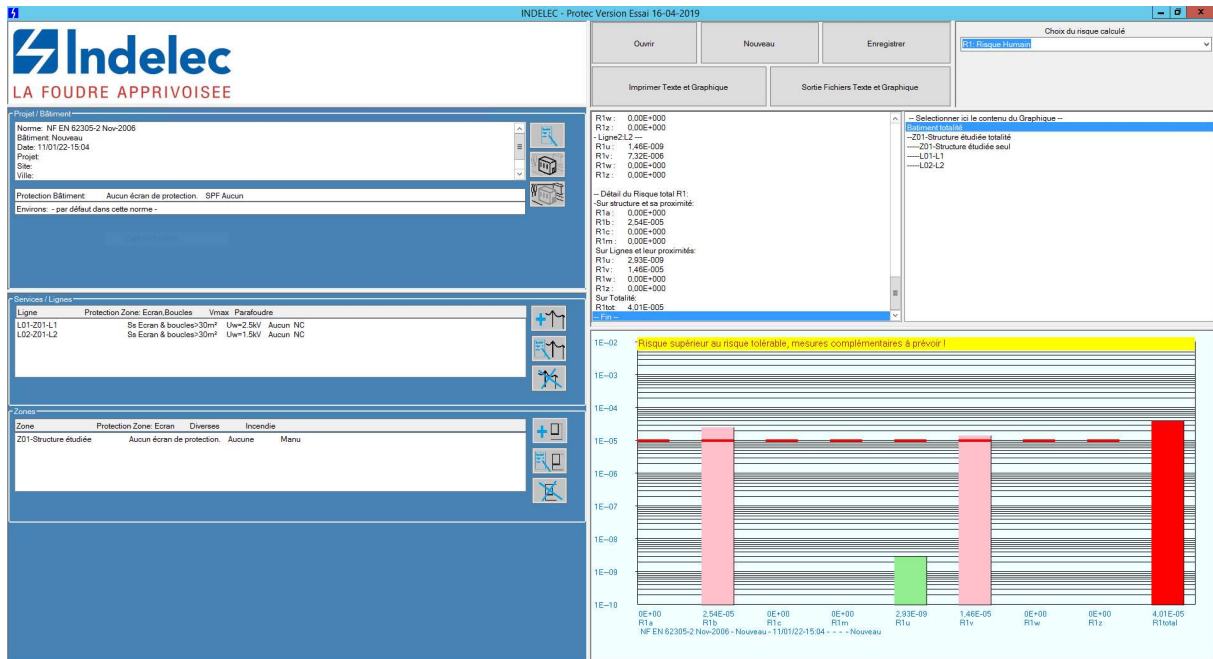 INDELEC - Protec Version Essai 16-04-2019
Indelec
LA FOUDRE APPRIVOISEE
Ouvrir
Nouveau
Enregistrer
Imprimer Texte et Graphique
Sortie Fichiers Texte et Graphique
Choix du risque calculé
R1: Risque Humain
Projet / Bâtiment
Norme: NF EN 62305-2 Nov-2006
Bâtiment: Nouveau
Date: 11/01/22-15:04
Projet:
Site:
Ville:
Protection Bâtiment: Aucun écran de protection. SPF Aucun
Environs: - par défaut dans cette norme -
Services / Lignes
Ligne Protection Zone: Ecran,Boucles Vmax Parafoudre
L01-Z01-L1 Ss Ecran & boucles>30m² Uw=2.5kV Aucun NC
L02-Z01-L2 Ss Ecran & boucles>30m² Uw=1.5kV Aucun NC
Zones
Zone Protection Zone: Ecran Diverses Incendie
Z01-Structure étudiée Aucun écran de protection. Aucune Manu
R1w : 0,00E+000
R1z : 0,00E+000
- Ligne2:L2 ---
R1u : 1,46E-009
R1v: 7,32E-006
R1w : 0,00E+000
R1z : 0,00E+000
-- Détail du Risque total R1:
-Sur structure et sa proximité:
R1a : 0,00E+000
R1b : 2,54E-005
R1c : 0,00E+000
R1m : 0,00E+000
Sur Lignes et leur proximités:
R1u : 2,93E-009
R1v: 1,46E-005
R1w : 0,00E+000
R1z : 0,00E+000
Sur Totalité:
R1tot: 4,01E-005
-- Fin --
-- Selectionner ici le contenu du Graphique --
Batiment totalité
--Z01-Structure étudiée totalité
-----Z01-Structure étudiée seul
-----L01-L1
-----L02-L2
Risque supérieur au risque tolérable, mesures complémentaires à prévoir !
1E-02
1E-03
1E-04
1E-05
1E-06
1E-07
1E-08
1E-09
1E-10
0E+00 2,54E-05 0E+00 0E+00 2,93E-09 1,46E-05 0E+00 0E+00 4,01E-05
R1a R1b R1c R1m R1u R1v R1w R1z R1total
NF EN 62305-2 Nov-2006 - Nouveau - 11/01/22-15:04 - - - - Nouveau